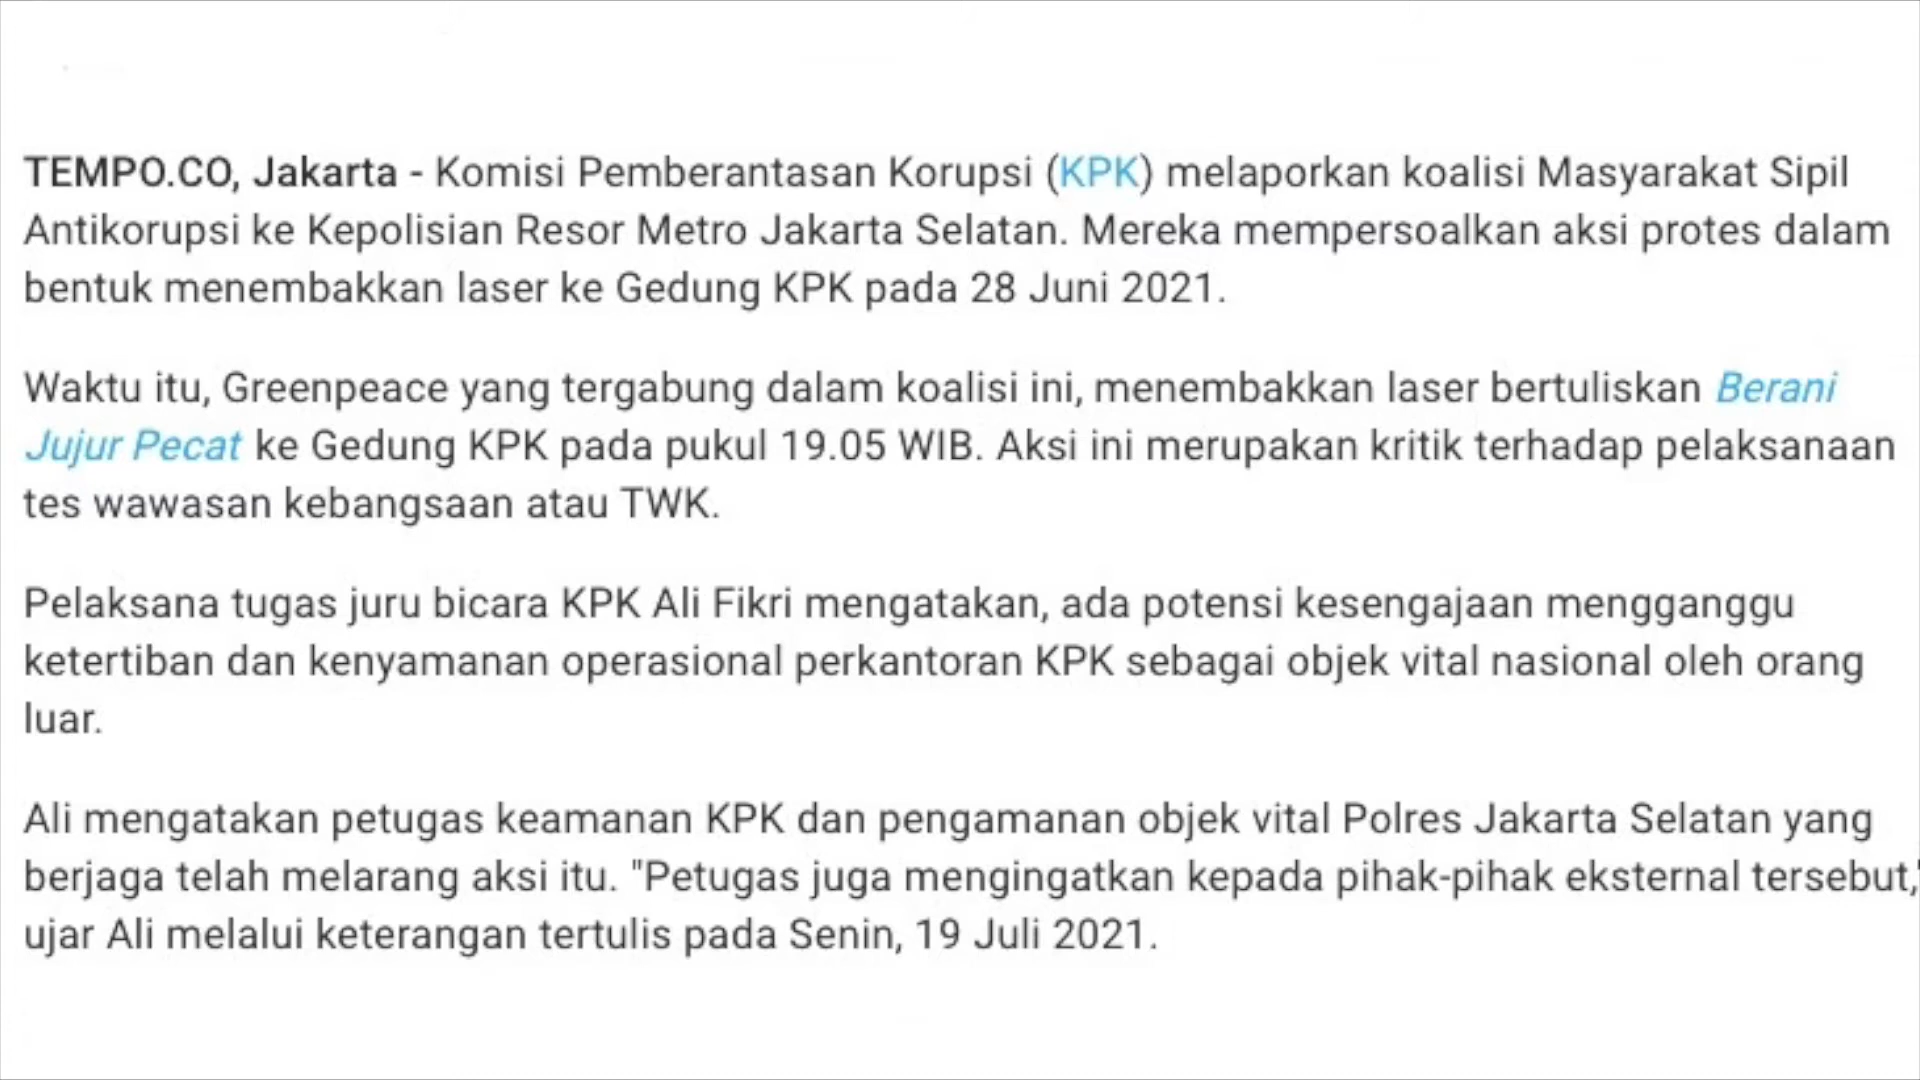 TEMPO.CO, Jakarta - Komisi Pemberantasan Korupsi (KPK) melaporkan koalisi Masyarakat Sipil
Antikorupsi ke Kepolisian Resor Metro Jakarta Selatan. Mereka mempersoalkan aksi protes dalam
bentuk menembakkan laser ke Gedung KPK pada 28 Juni 2021.
Waktu itu, Greenpeace yang tergabung dalam koalisi ini, menembakkan laser bertuliskan Berani
Jujur Pecat ke Gedung KPK pada pukul 19.05 WIB. Aksi ini merupakan kritik terhadap pelaksanaan
tes wawasan kebangsaan atau TWK.
Pelaksana tugas juru bicara KPK Ali Fikri mengatakan, ada potensi kesengajaan mengganggu
ketertiban dan kenyamanan operasional perkantoran KPK sebagai objek vital nasional oleh orang
luar.
Ali mengatakan petugas keamanan KPK dan pengamanan objek vital Polres Jakarta Selatan yang
berjaga telah melarang aksi itu. "Petugas juga mengingatkan kepada pihak-pihak eksternal tersebut,"
ujar Ali melalui keterangan tertulis pada Senin, 19 Juli 2021.